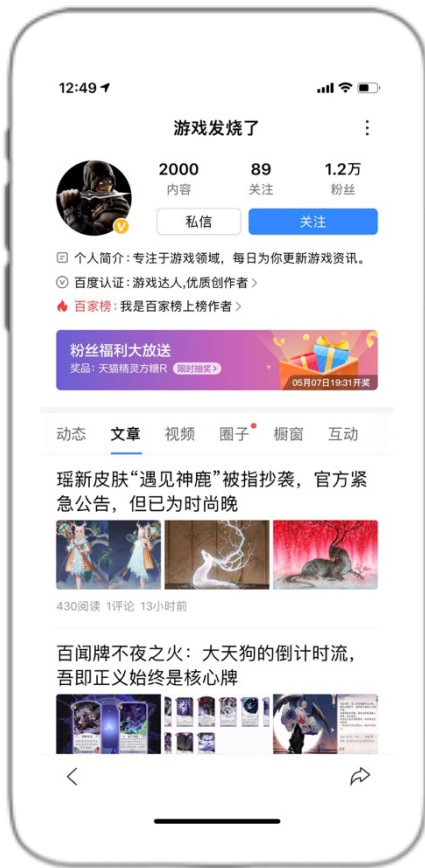 12:49
游戏发烧了
2000 89 1.2万
内容 关注 粉丝
私信 关注
个人简介:专注于游戏领域，每日为你更新游戏资讯。
百度认证:游戏达人,优质创作者
百家榜:我是百家榜上榜作者
粉丝福利大放送
奖品：天猫精灵方糖R 限时抽奖
05月07日19:31开奖
动态 文章 视频 圈子 橱窗 互动
瑶新皮肤“遇见神鹿”被指抄袭，官方紧
急公告，但已为时尚晚
430阅读 1评论 13小时前
百闻牌不夜之火：大天狗的倒计时流，
吾即正义始终是核心牌